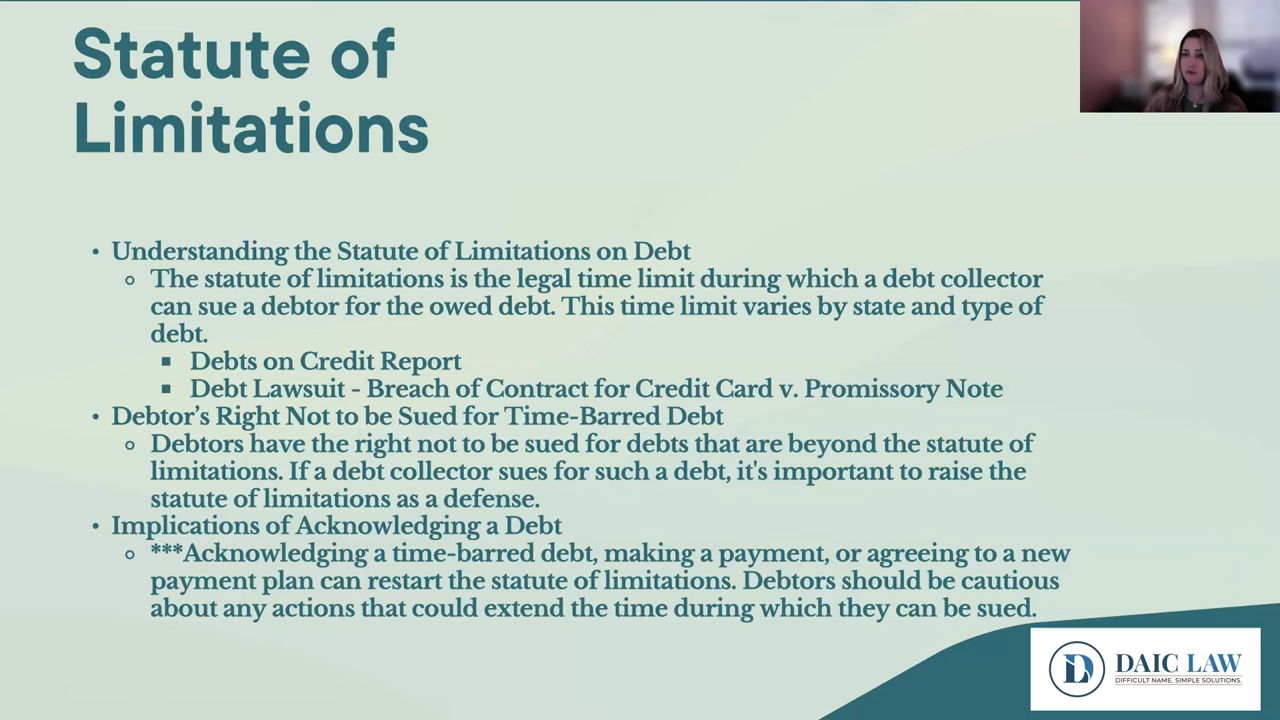 Statute of
Limitations
• Understanding the Statute of Limitations on Debt
◦ The statute of limitations is the legal time limit during which a debt collector
can sue a debtor for the owed debt. This time limit varies by state and type of
debt.
▪ Debts on Credit Report
▪ Debt Lawsuit - Breach of Contract for Credit Card v. Promissory Note
• Debtor’s Right Not to be Sued for Time-Barred Debt
◦ Debtors have the right not to be sued for debts that are beyond the statute of
limitations. If a debt collector sues for such a debt, it's important to raise the
statute of limitations as a defense.
• Implications of Acknowledging a Debt
◦ ***Acknowledging a time-barred debt, making a payment, or agreeing to a new
payment plan can restart the statute of limitations. Debtors should be cautious
about any actions that could extend the time during which they can be sued.
DAIC LAW
DIFFICULT NAME. SIMPLE SOLUTIONS.